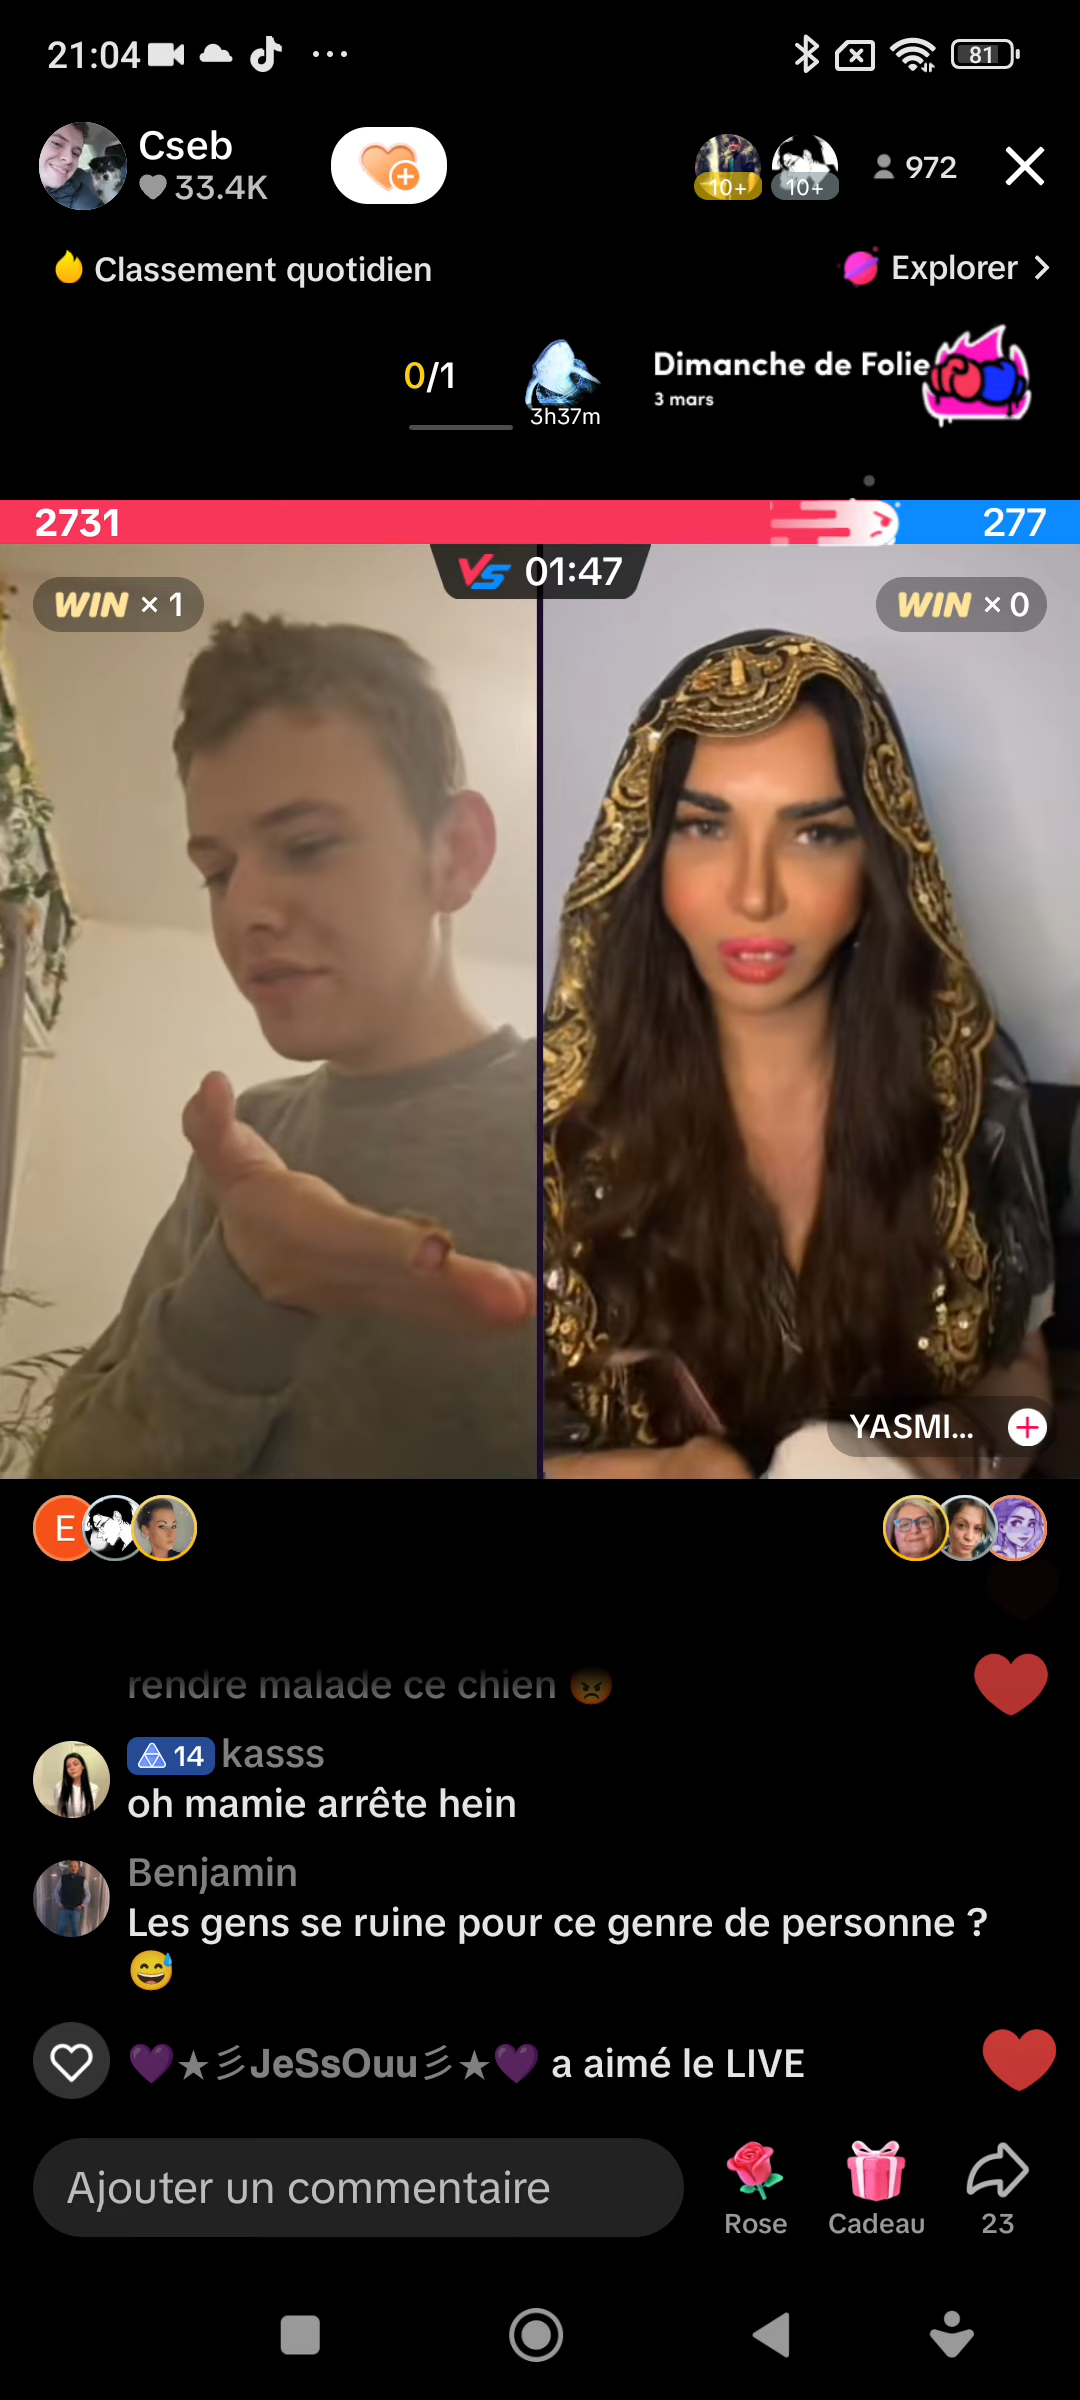 21:04
81
Cseb
33.4K
10+
10+
972
Classement quotidien
Explorer
0/1
3h37m
Dimanche de Folie
3 mars
2731
277
VS 01:47
WIN × 1
WIN × 0
YASMI...
E
rendre malade ce chien 😡
14 kasss
oh mamie arrête hein
Benjamin
Les gens se ruine pour ce genre de personne ?
😅
💜★彡JeSsOuu彡★💜 a aimé le LIVE
Ajouter un commentaire
Rose
Cadeau
23